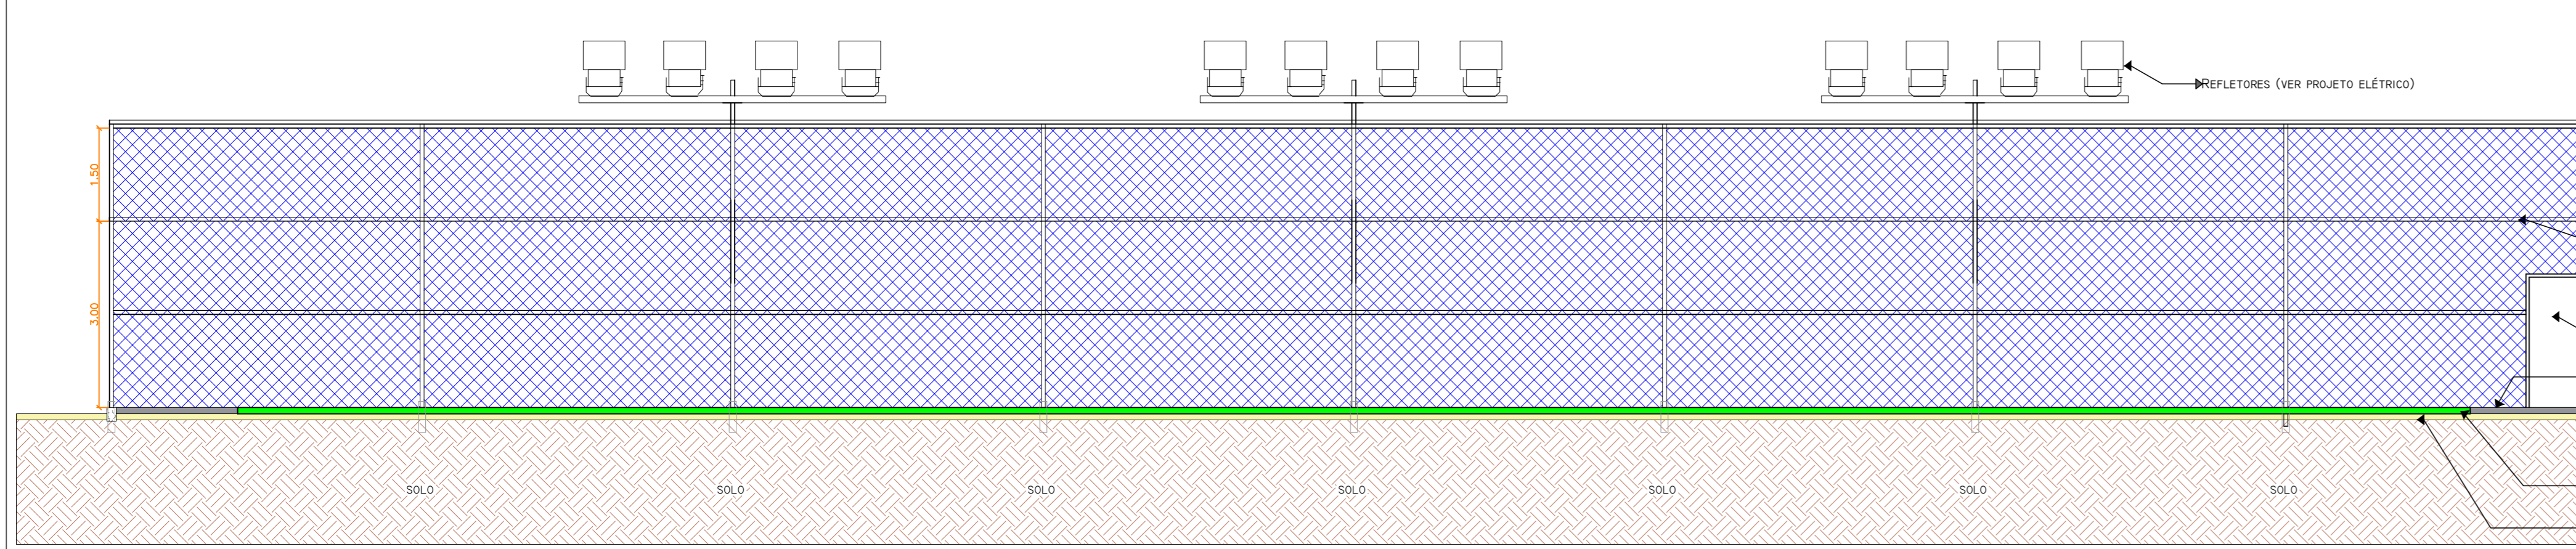 REFLETORES (VER PROJETO ELÉTRICO)
1.50
3.00
SOLO SOLO SOLO SOLO SOLO SOLO SOLO